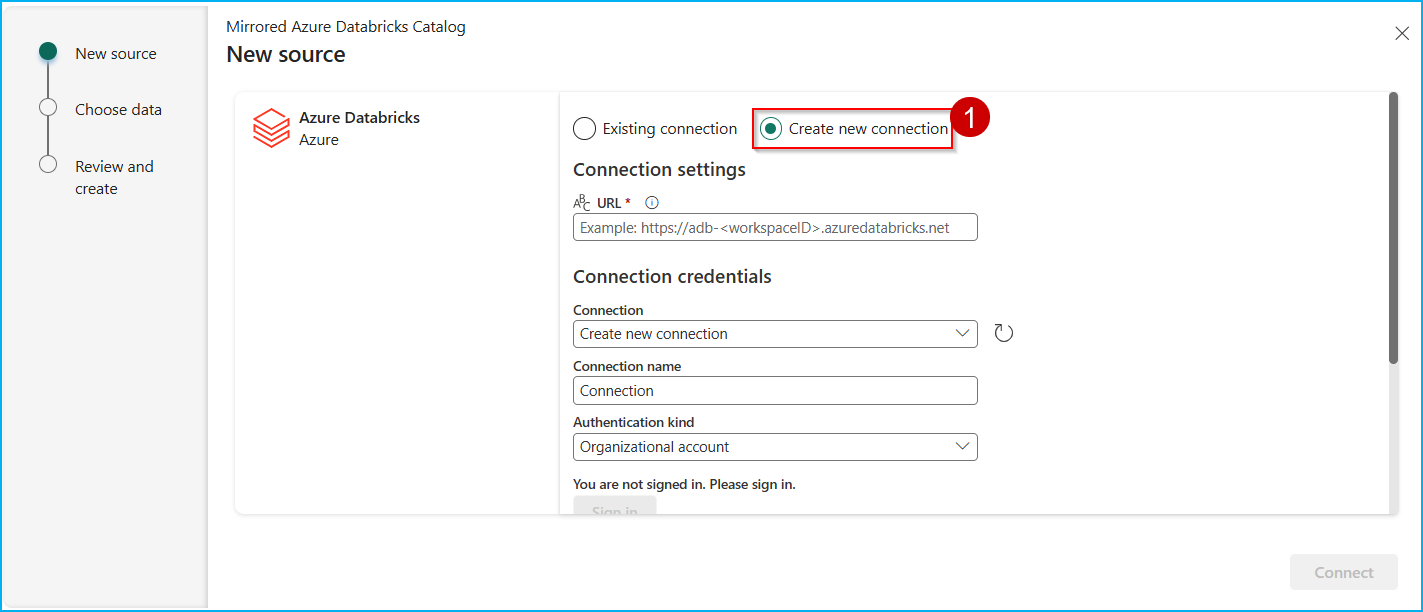 Mirrored Azure Databricks Catalog
New source
New source
Choose data
Review and
create
Azure Databricks
Azure
Existing connection
Create new connection
1
Connection settings
ABC URL *
Example: https://adb-<workspaceID>.azuredatabricks.net
Connection credentials
Connection
Create new connection
Connection name
Connection
Authentication kind
Organizational account
You are not signed in. Please sign in.
Sign in
Connect